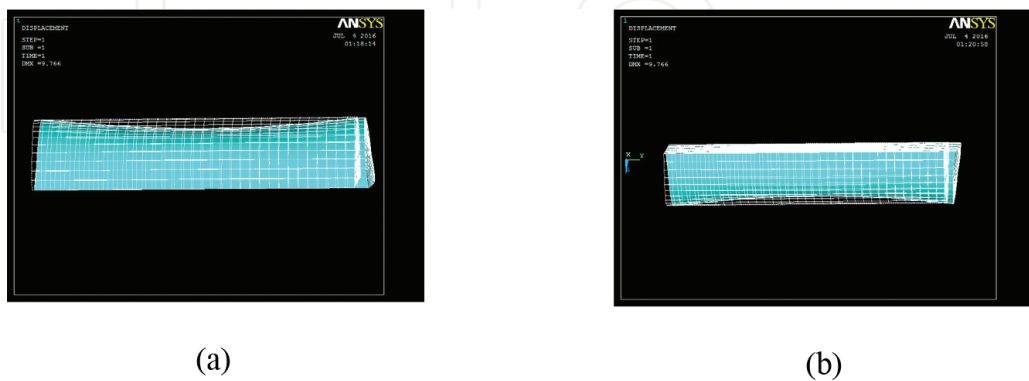 1
DISPLACEMENT
STEP=1
SUB =1
TIME=1
DMX =9.766
ANSYS
JUL 4 2016
01:18:14
(a)
1
DISPLACEMENT
STEP=1
SUB =1
TIME=1
DMX =9.766
ANSYS
JUL 4 2016
01:20:50
X Y
(b)